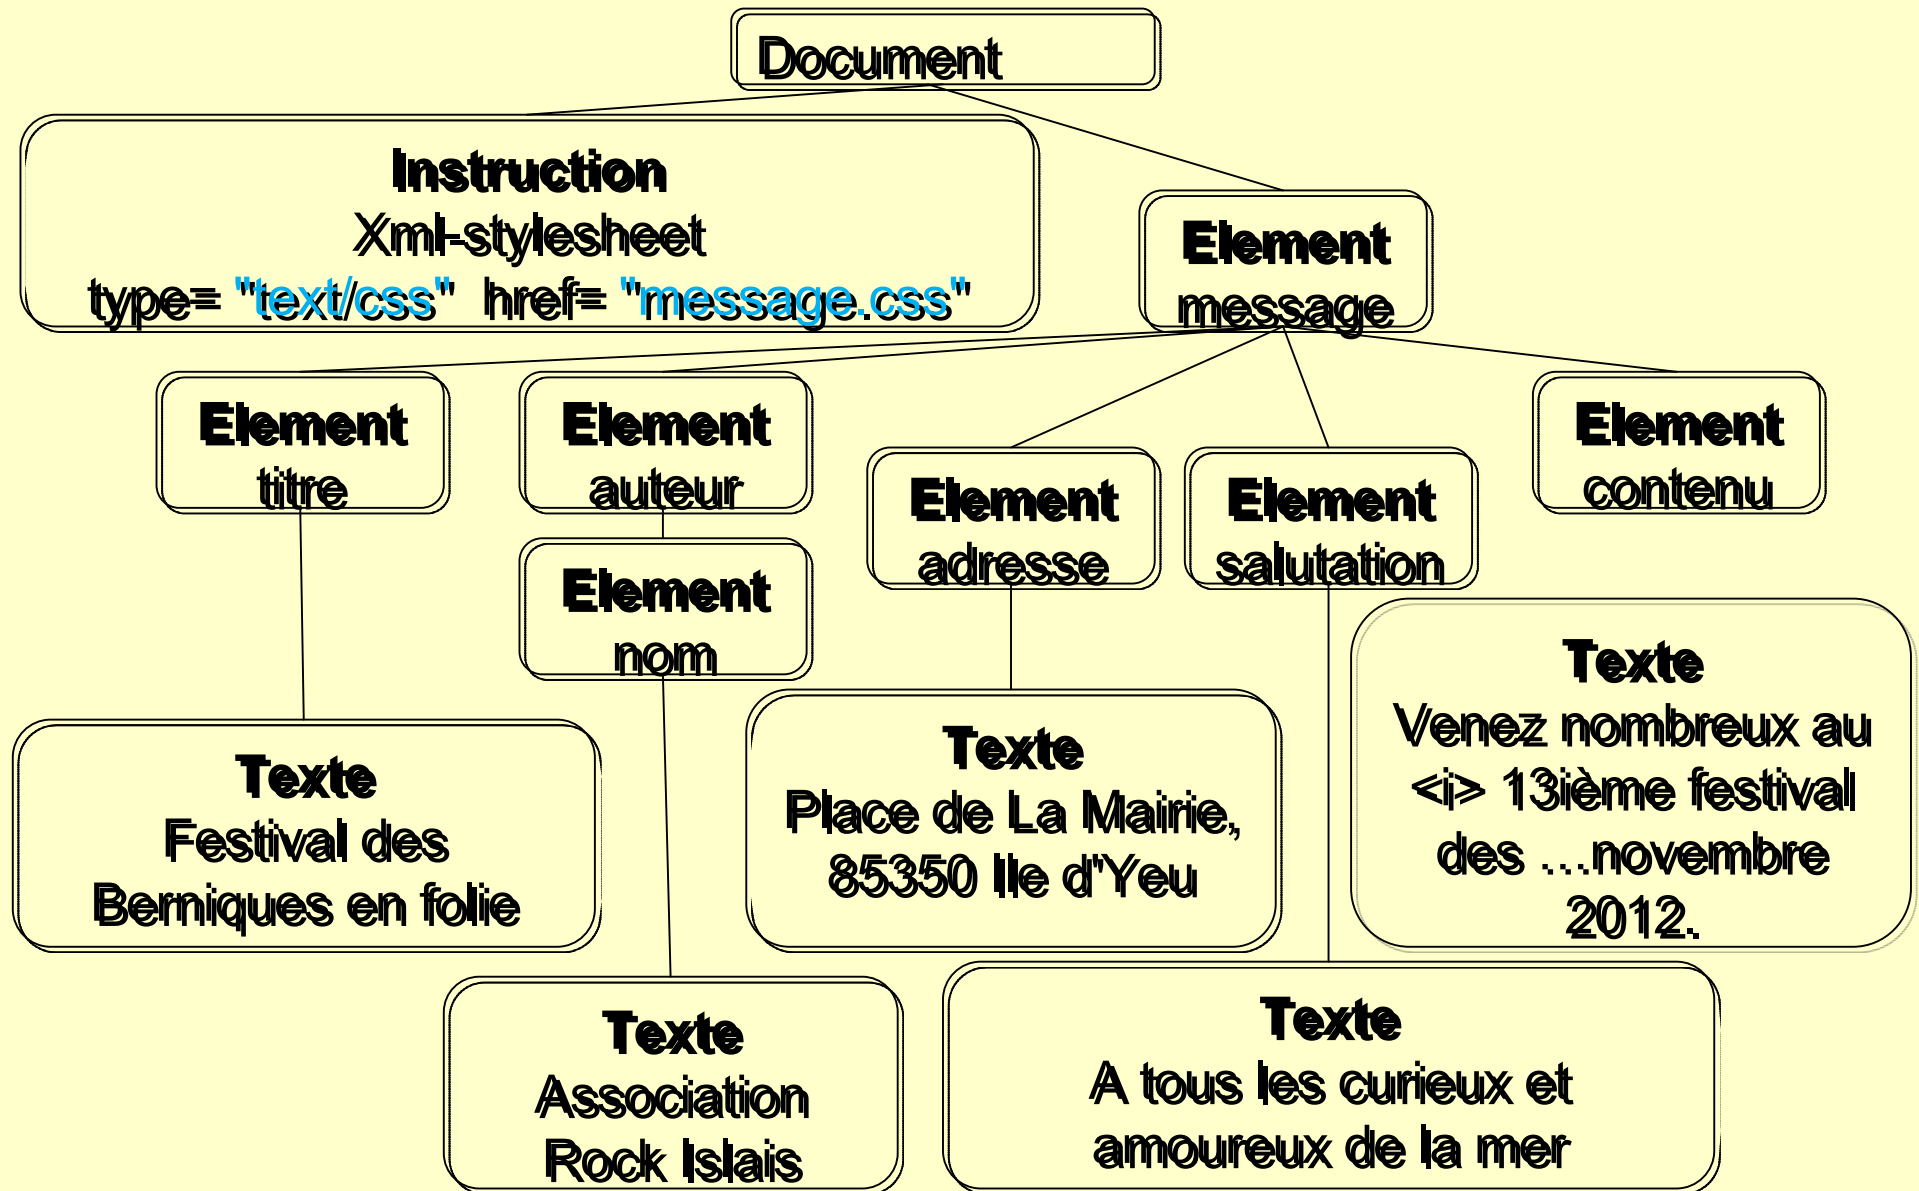 Document
Instruction
Xml-stylesheet
type= "text/css"  href= "message.css"
Element
message
Element
titre
Element
auteur
Element
nom
Element
adresse
Element
salutation
Element
contenu
Texte
Festival des
Berniques en folie
Texte
Association
Rock Islais
Texte
Place de La Mairie,
85350 Ile d'Yeu
Texte
A tous les curieux et
amoureux de la mer
Texte
Venez nombreux au
<i> 13ième festival
des …novembre
2012.